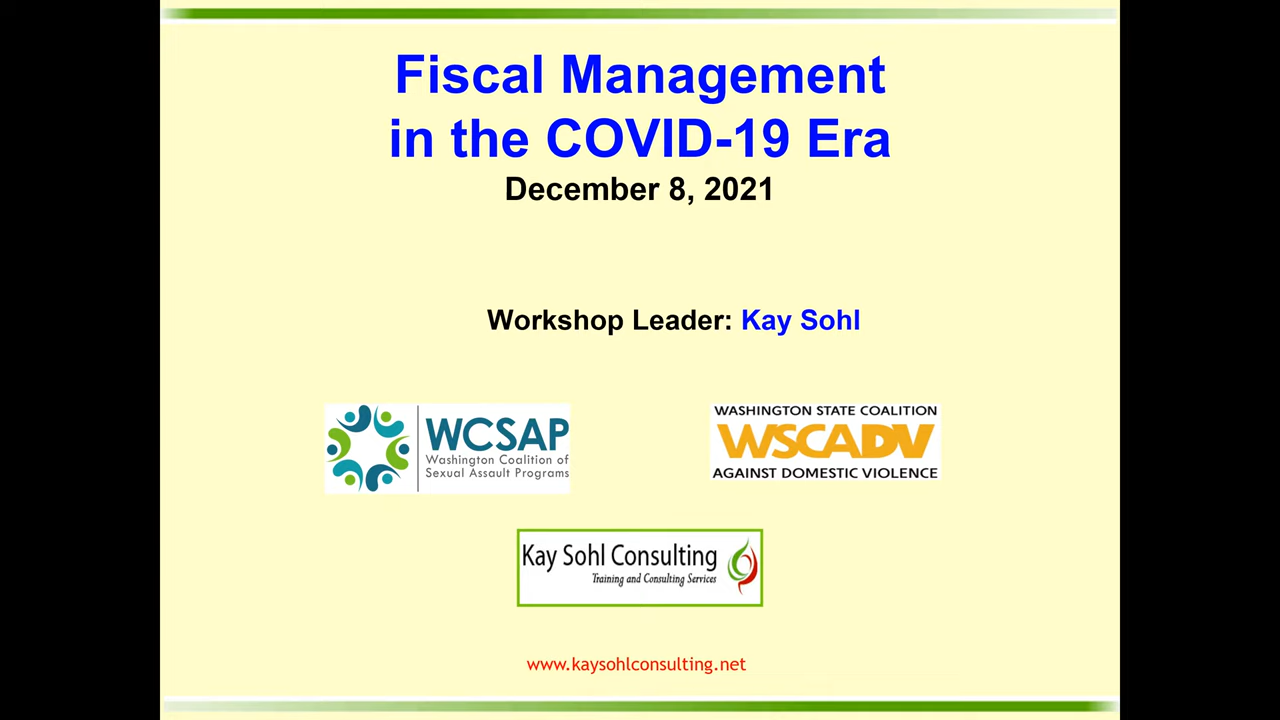 Fiscal Management
in the COVID-19 Era
December 8, 2021
Workshop Leader: Kay Sohl
WCSAP
Washington Coalition of
Sexual Assault Programs
WASHINGTON STATE COALITION
WSCADV
AGAINST DOMESTIC VIOLENCE
Kay Sohl Consulting
Training and Consulting Services
www.kaysohlconsulting.net